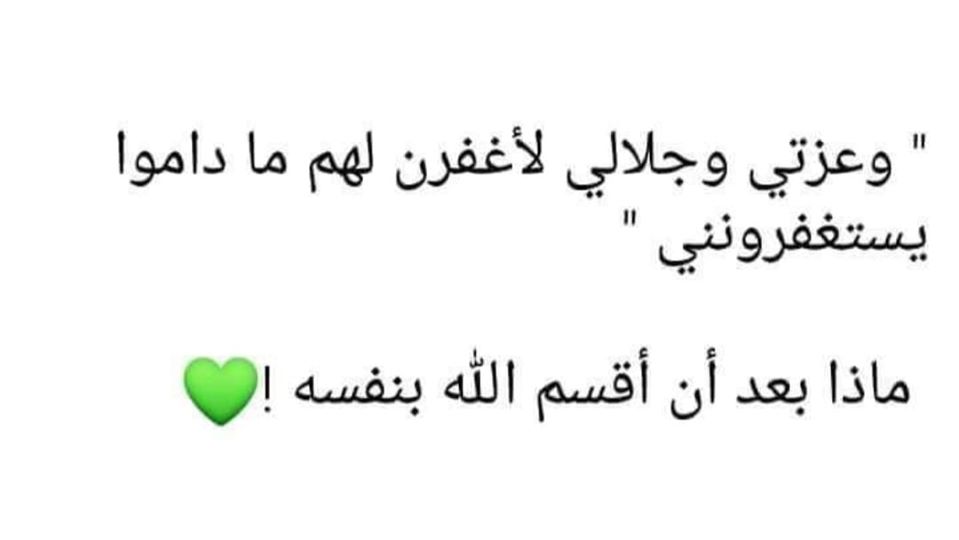 " وعزتي وجلالي لأغفرن لهم ما داموا
يستغفرونني "
ماذا بعد أن أقسم الله بنفسه !💚